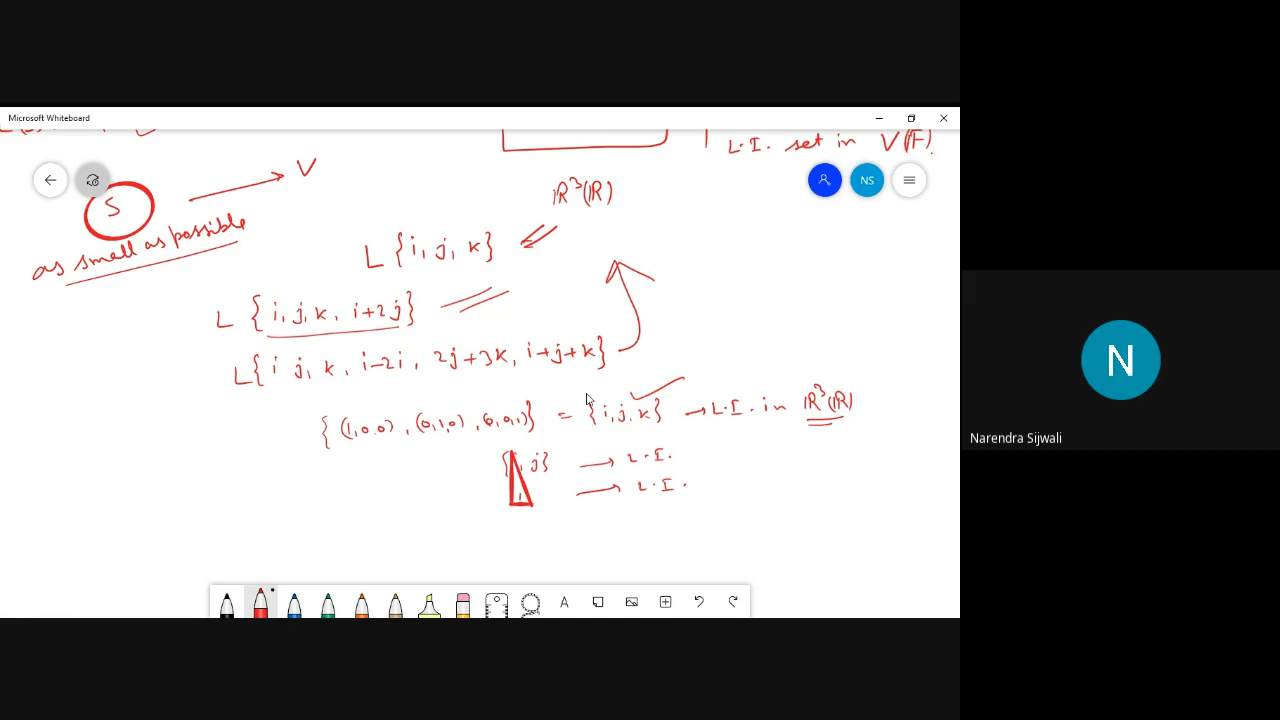 Microsoft Whiteboard
L.I. set in V(F).
S → V
as small as possible
NS
ℝ³(ℝ)
L {i, j, k}
L {i, j, k, i+2j}
L{i j, k, i-2i, 2j+3k, i+j+k}
{(1,0,0), (0,1,0), (0,0,1)} = {i, j, k} → L.I. in ℝ³(ℝ)
, j} → L.I.
→ L.I.
N
Narendra Sijwali